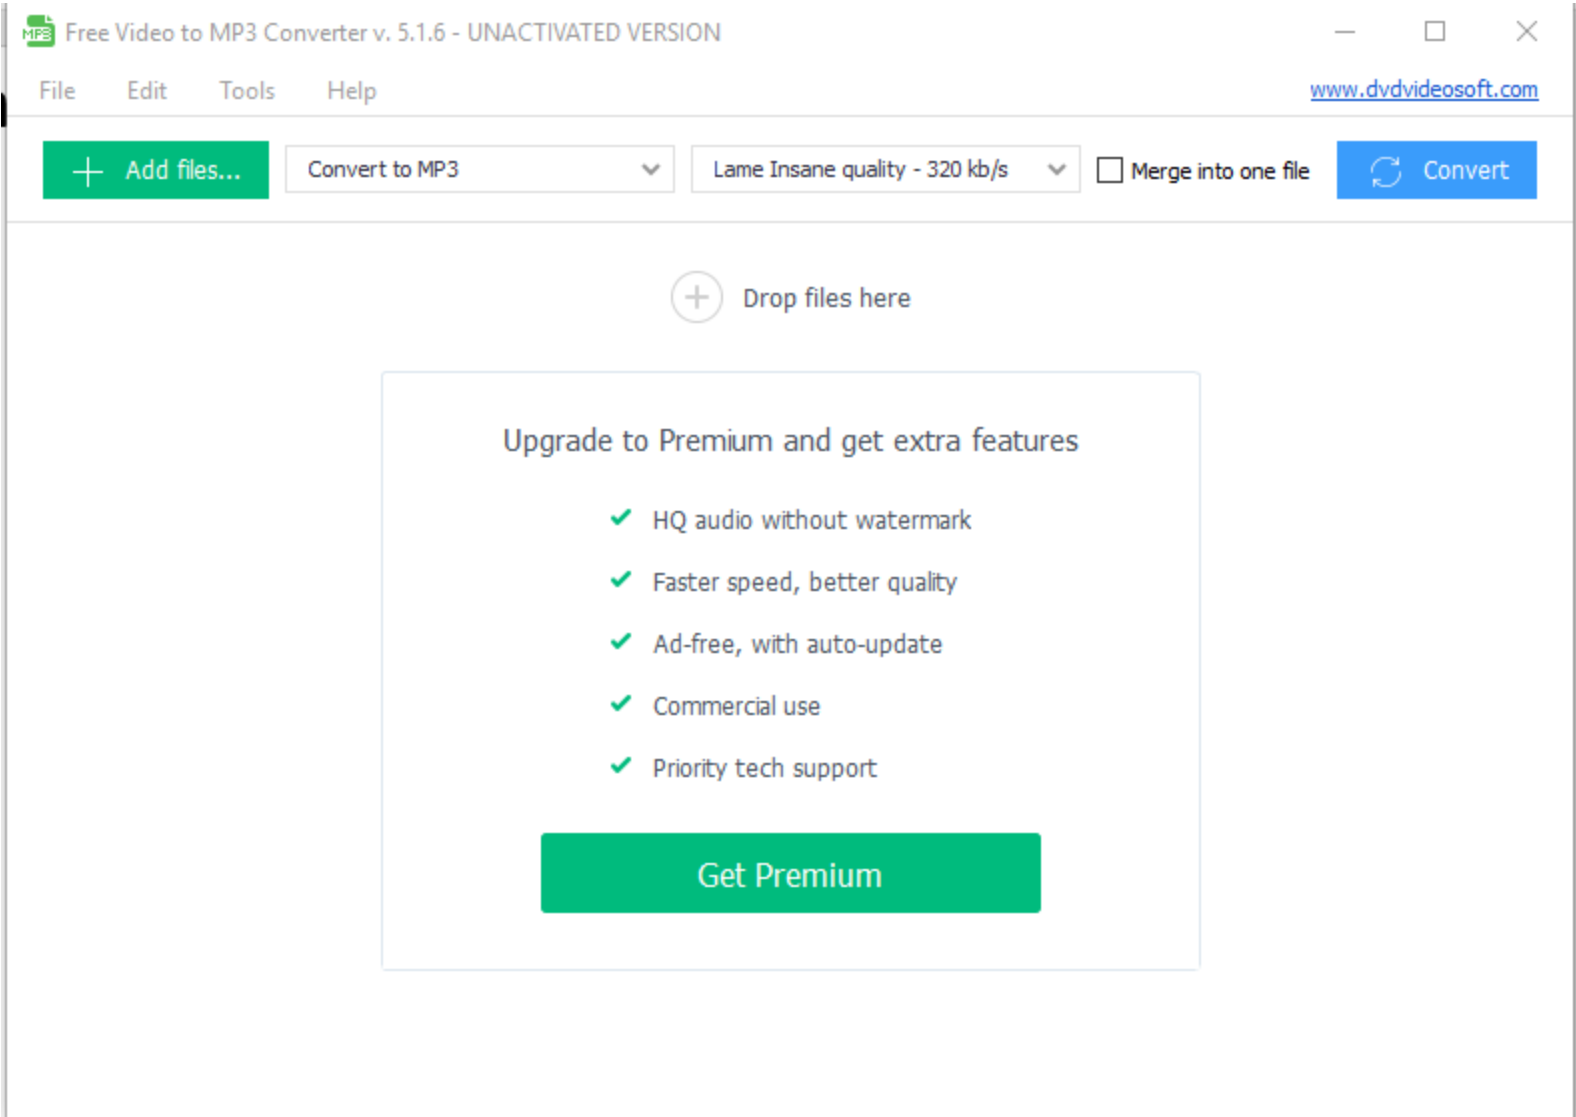 MP3 Free Video to MP3 Converter v. 5.1.6 - UNACTIVATED VERSION
File Edit Tools Help www.dvdvideosoft.com
Add files... Convert to MP3 Lame Insane quality - 320 kb/s Merge into one file Convert
Drop files here
Upgrade to Premium and get extra features
HQ audio without watermark
Faster speed, better quality
Ad-free, with auto-update
Commercial use
Priority tech support
Get Premium